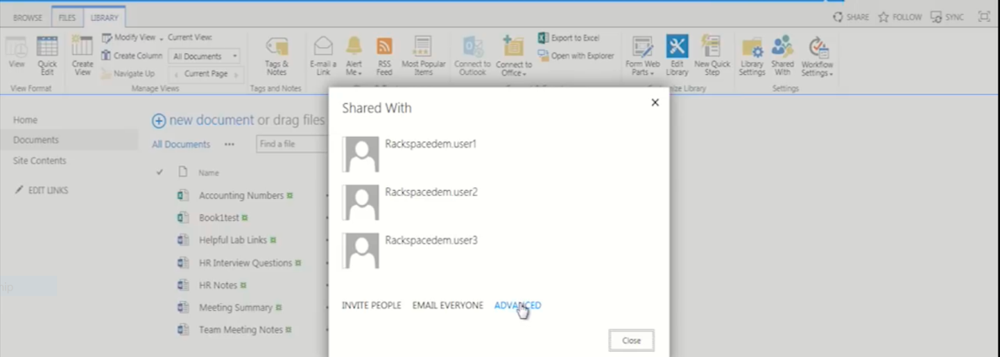 BROWSE FILES LIBRARY SHARE FOLLOW SYNC
View
Quick Edit
Create View
Modify View
Create Column
Navigate Up
Current View:
All Documents
Current Page
Tags & Notes
E-mail a Link
Alert Me
RSS Feed
Most Popular Items
Connect to Outlook
Connect to Office
Export to Excel
Open with Explorer
Form Web Parts
Edit Library
New Quick Step
Library Settings
Shared With
Workflow Settings
View Format Manage Views Tags and Notes ize Library Settings
Home
Documents
Site Contents
EDIT LINKS
hip
new document or drag files
All Documents ••• Find a file
Name
Accounting Numbers
Book1test
Helpful Lab Links
HR Interview Questions
HR Notes
Meeting Summary
Team Meeting Notes
Shared With
Rackspacedem.user1
Rackspacedem.user2
Rackspacedem.user3
INVITE PEOPLE EMAIL EVERYONE ADVANCED
Close